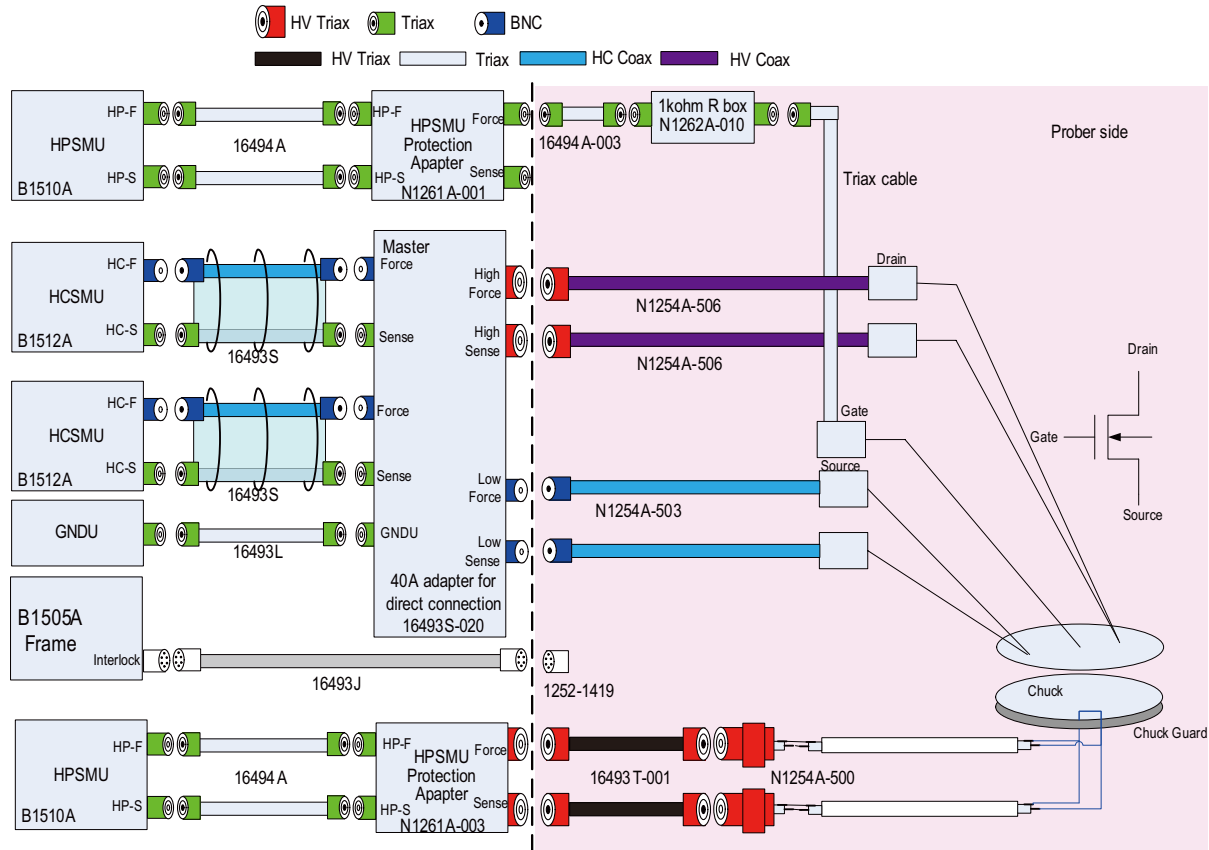 HV Triax
Triax
BNC
HV Triax
Triax
HC Coax
HV Coax
HP-F
HPSMU
HP-S
B1510A
16494A
HP-F
HPSMU
Protection
Apapter
HP-S
N1261A-001
Force
Sense
16494A-003
1kohm R box
N1262A-010
Prober side
Triax cable
HC-F
HCSMU
B1512A
HC-S
16493S
Master
Force
Sense
High
Force
High
Sense
N1254A-506
N1254A-506
Drain
HC-F
HCSMU
B1512A
HC-S
16493S
Force
Sense
Low
Force
Low
Sense
N1254A-503
Gate
Source
Drain
Gate
Source
GNDU
16493L
GNDU
40A adapter for
direct connection
16493S-020
B1505A
Frame
Interlock
16493J
1252-1419
Chuck
Chuck Guard
HP-F
HPSMU
HP-S
B1510A
16494A
HP-F
HPSMU
Protection
Apapter
HP-S
N1261A-003
Force
Sense
16493T-001
N1254A-500